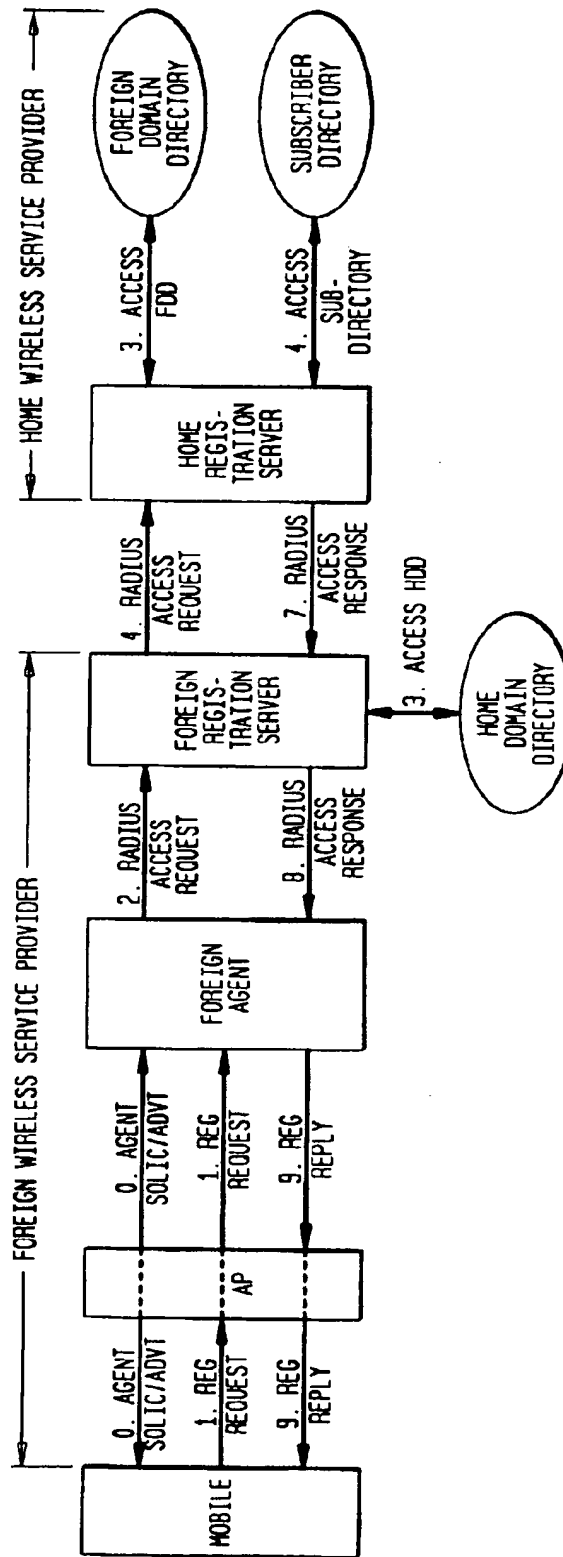 FOREIGN WIRELESS SERVICE PROVIDER
HOME WIRELESS SERVICE PROVIDER
MOBILE
0. AGENT
SOLIC/ADVT
1. REG
REQUEST
9. REG
REPLY
AP
0. AGENT
SOLIC/ADVT
1. REG
REQUEST
9. REG
REPLY
FOREIGN
AGENT
2. RADIUS
ACCESS
REQUEST
8. RADIUS
ACCESS
RESPONSE
FOREIGN
REGIS-
TRATION
SERVER
3. ACCESS HDD
HOME
DOMAIN
DIRECTORY
4. RADIUS
ACCESS
REQUEST
7. RADIUS
ACCESS
RESPONSE
HOME
REGIS-
TRATION
SERVER
3. ACCESS
FDD
4. ACCESS
SUB-
DIRECTORY
FOREIGN
DOMAIN
DIRECTORY
SUBSCRIBER
DIRECTORY